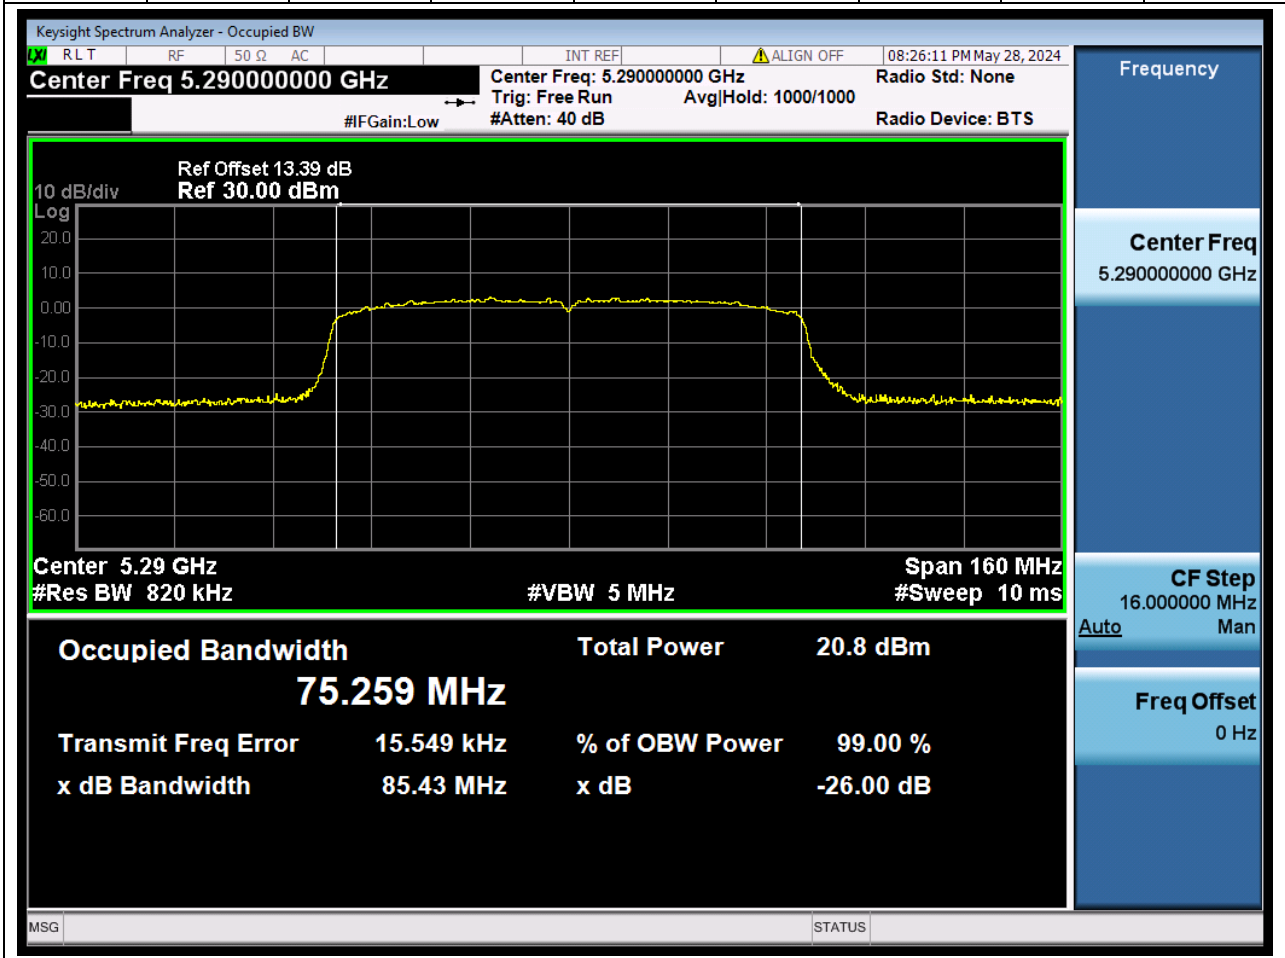 Keysight Spectrum Analyzer - Occupied BW
LXI RLT RF 50 Ω AC INT REF ALIGN OFF 08:26:11 PM May 28, 2024
Center Freq 5.290000000 GHz
Center Freq: 5.290000000 GHz
Radio Std: None
Trig: Free Run Avg|Hold: 1000/1000
#IFGain:Low
#Atten: 40 dB
Radio Device: BTS
Ref Offset 13.39 dB
10 dB/div Ref 30.00 dBm
Log
20.0
10.0
0.00
-10.0
-20.0
-30.0
-40.0
-50.0
-60.0
Center 5.29 GHz Span 160 MHz
#Res BW 820 kHz #VBW 5 MHz #Sweep 10 ms
Occupied Bandwidth Total Power 20.8 dBm
75.259 MHz
Transmit Freq Error 15.549 kHz % of OBW Power 99.00 %
x dB Bandwidth 85.43 MHz x dB -26.00 dB
Frequency
Center Freq
5.290000000 GHz
CF Step
16.000000 MHz
Auto Man
Freq Offset
0 Hz
MSG STATUS